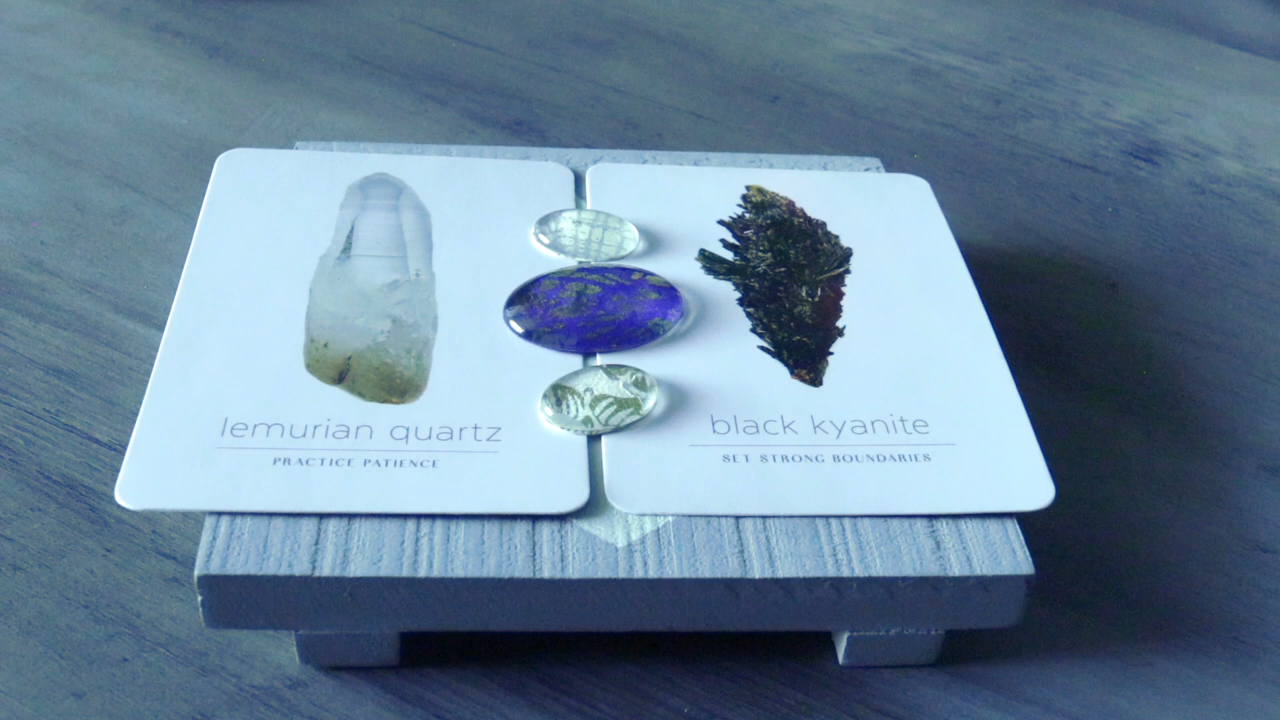 lemurian quartz
PRACTICE PATIENCE
black kyanite
SET STRONG BOUNDARIES